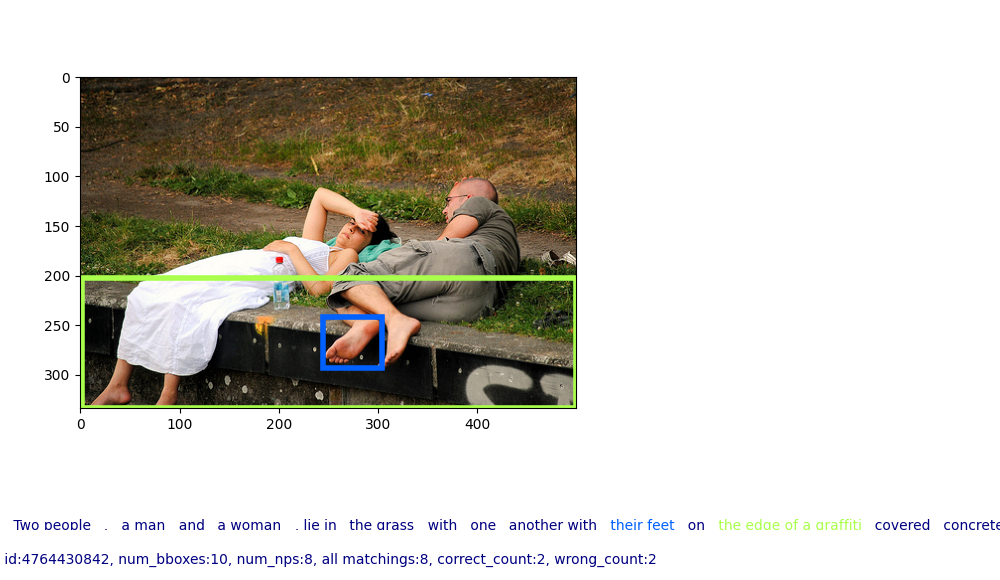 0
50
100
150
200
250
300
0 100 200 300 400
Two people , a man and a woman , lie in the grass with one another with their feet on the edge of a graffiti covered concrete
id:4764430842, num_bboxes:10, num_nps:8, all matchings:8, correct_count:2, wrong_count:2